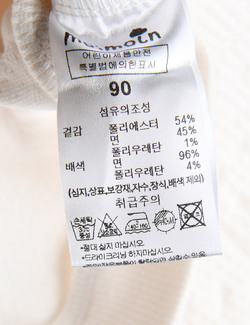 어린이제품안전
특별법에의한표시
90
섬유의조성
겉감 폴리에스터 54%
면 45%
폴리우레탄 1%
배색 면 96%
폴리우레탄 4%
(심지,상표,보강재,자수,장식,배색 제외)
취급주의
•절대 삶지 마십시오
•드라이크리닝 하지마십시오